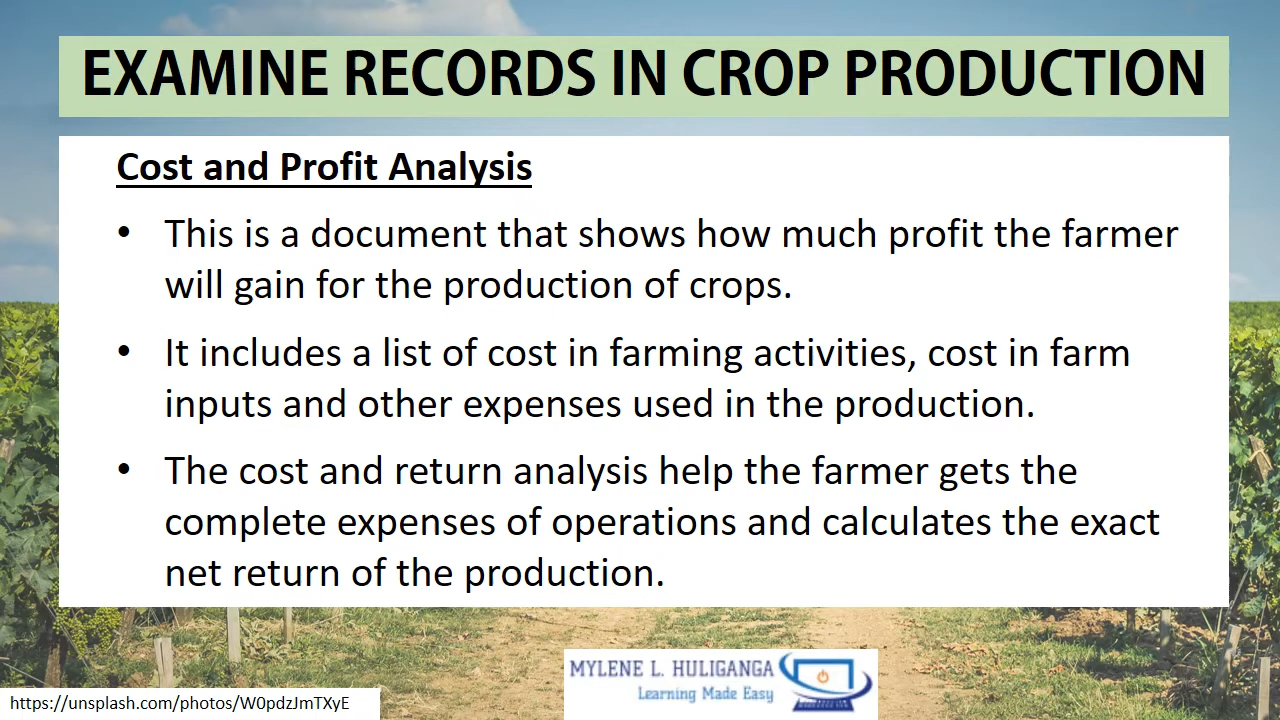 EXAMINE RECORDS IN CROP PRODUCTION
Cost and Profit Analysis
• This is a document that shows how much profit the farmer
will gain for the production of crops.
• It includes a list of cost in farming activities, cost in farm
inputs and other expenses used in the production.
• The cost and return analysis help the farmer gets the
complete expenses of operations and calculates the exact
net return of the production.
MYLENE L. HULIGANGA
Learning Made Easy
https://unsplash.com/photos/W0pdzJmTXyE